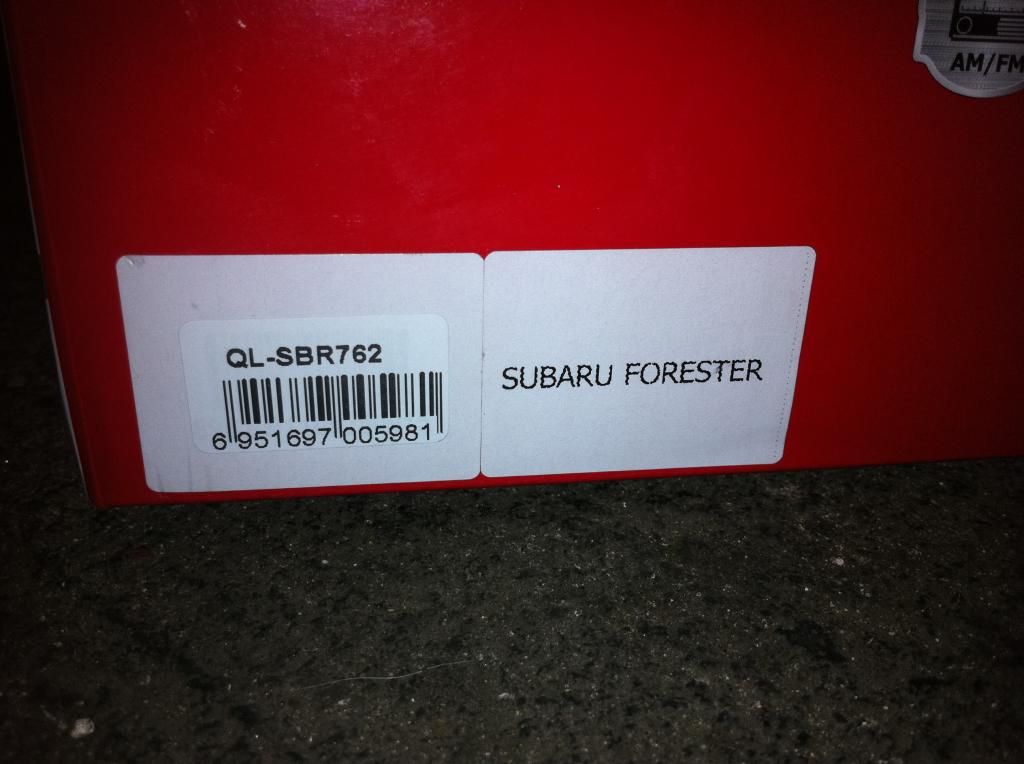 AM/FM
QL-SBR762
6 951697 005981
SUBARU FORESTER